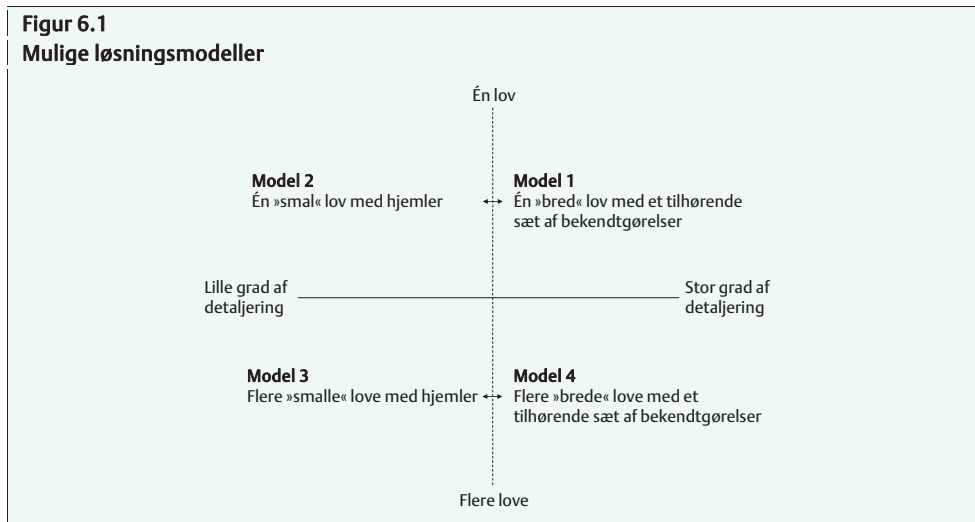 Figur 6.1
Mulige løsningsmodeller
Én lov
Model 2
Én »smal« lov med hjemler
Model 1
Én »bred« lov med et tilhørende
sæt af bekendtgørelser
Lille grad af
detaljering
Stor grad af
detaljering
Model 3
Flere »smalle« love med hjemler
Model 4
Flere »brede« love med et
tilhørende sæt af bekendtgørelser
Flere love